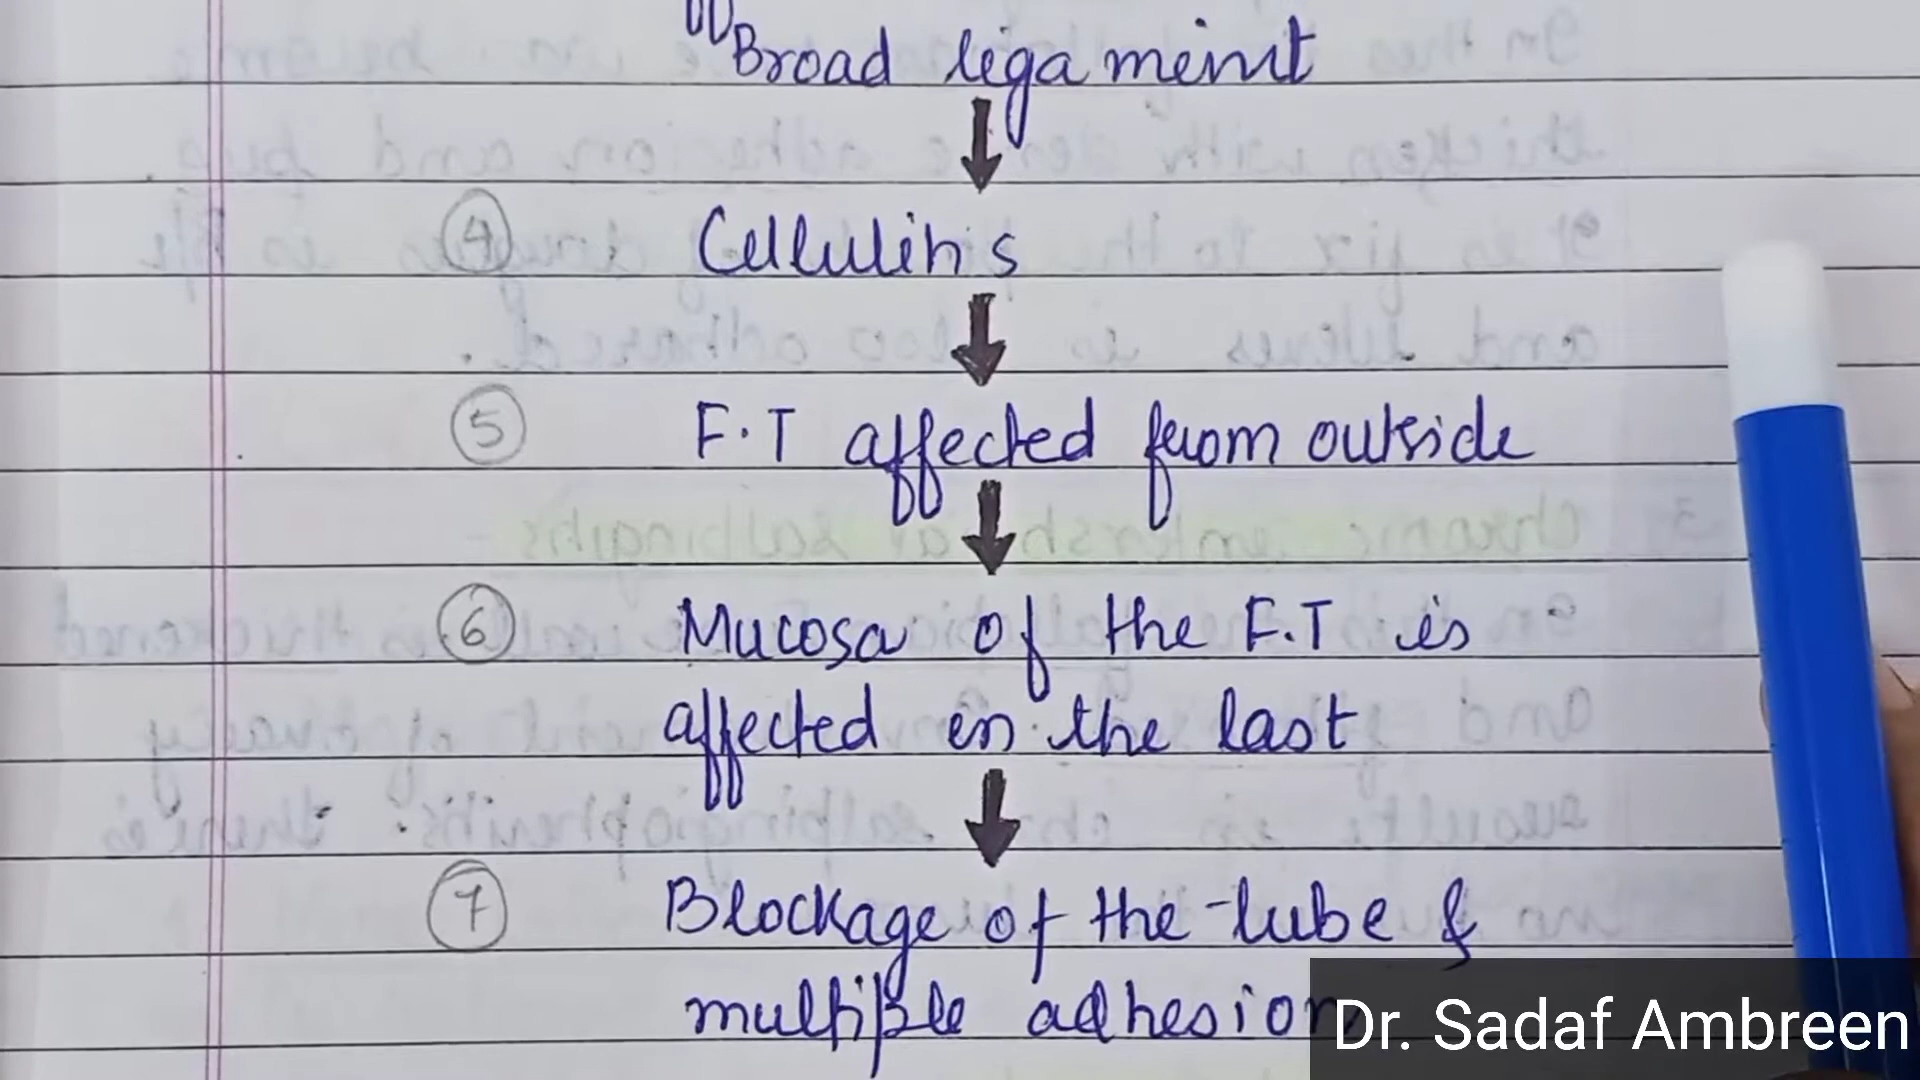 Broad ligament
4 Cellulitis
5 F.T affected from outside
6 Mucosa of the F.T is
affected in the last
7 Blockage of the tube &
multiple adhesion
Dr. Sadaf Ambreen